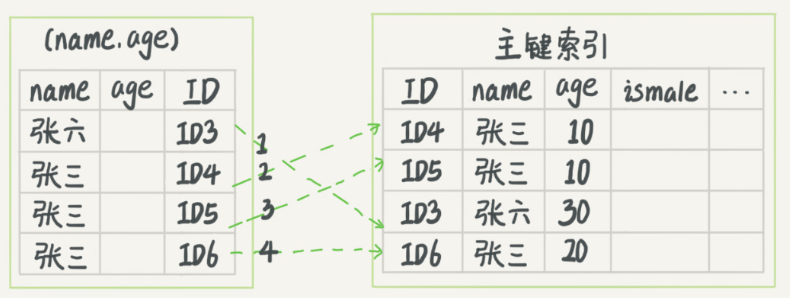 (name.age)
name age ID
张六 ID3
张三 ID4
张三 ID5
张三 ID6
1
2
3
4
主键索引
ID name age ismale ...
ID4 张三 10
ID5 张三 10
ID3 张六 30
ID6 张三 20